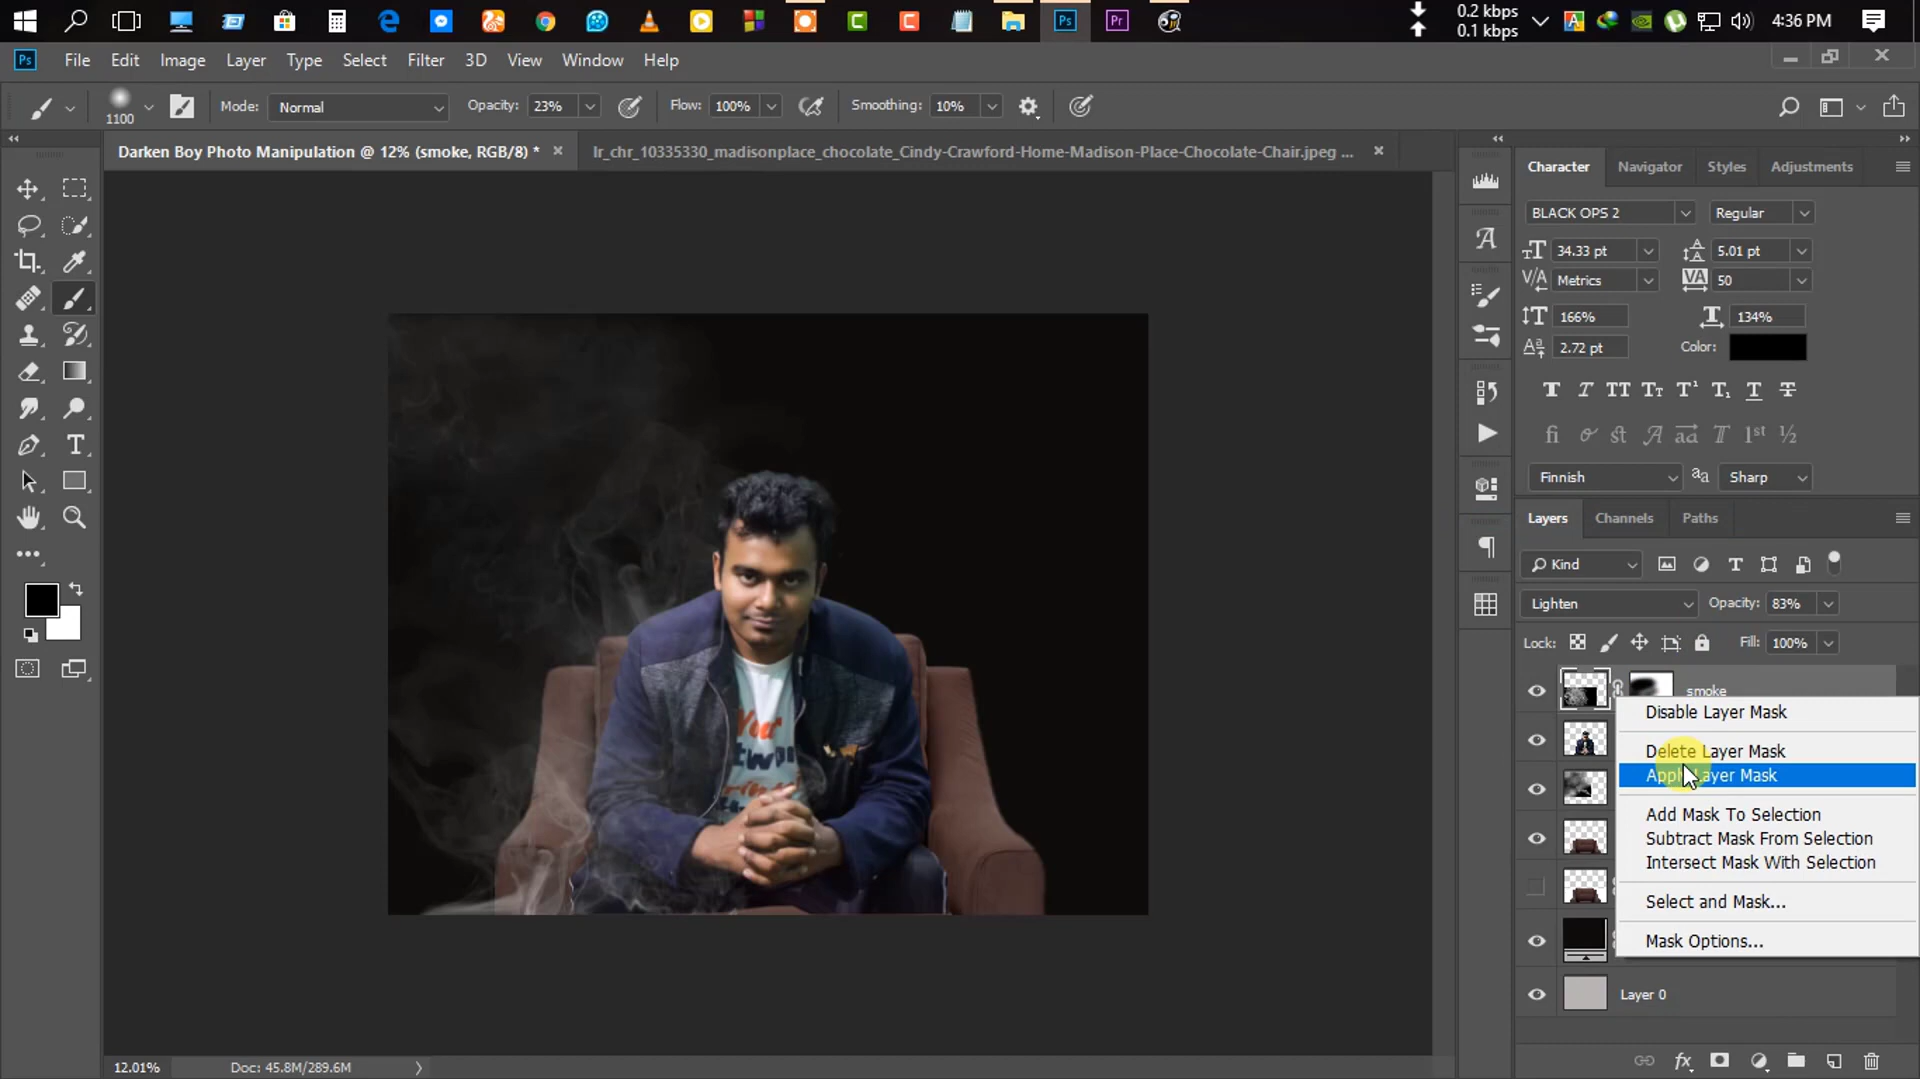 0.2 kbps
0.1 kbps
4:36 PM
Ps
Pr
Ps
File Edit Image Layer Type Select Filter 3D View Window Help
1100
Mode: Normal
Opacity: 23%
Flow: 100%
Smoothing: 10%
Darken Boy Photo Manipulation @ 12% (smoke, RGB/8) *
lr_chr_10335330_madisonplace_chocolate_Cindy-Crawford-Home-Madison-Place-Chocolate-Chair.jpeg ...
Character Navigator Styles Adjustments
BLACK OPS 2 Regular
34.33 pt 5.01 pt
Metrics 50
166% 134%
2.72 pt Color:
Finnish Sharp
Layers Channels Paths
Kind
Lighten Opacity: 83%
Lock: Fill: 100%
smoke
Disable Layer Mask
Delete Layer Mask
Apply Layer Mask
Add Mask To Selection
Subtract Mask From Selection
Intersect Mask With Selection
Select and Mask...
Mask Options...
Layer 0
12.01% Doc: 45.8M/289.6M